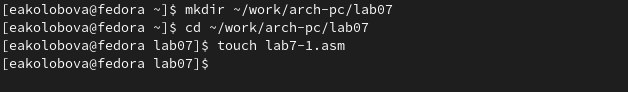 [eakolobova@fedora ~]$ mkdir ~/work/arch-pc/lab07
[eakolobova@fedora ~]$ cd ~/work/arch-pc/lab07
[eakolobova@fedora lab07]$ touch lab7-1.asm
[eakolobova@fedora lab07]$